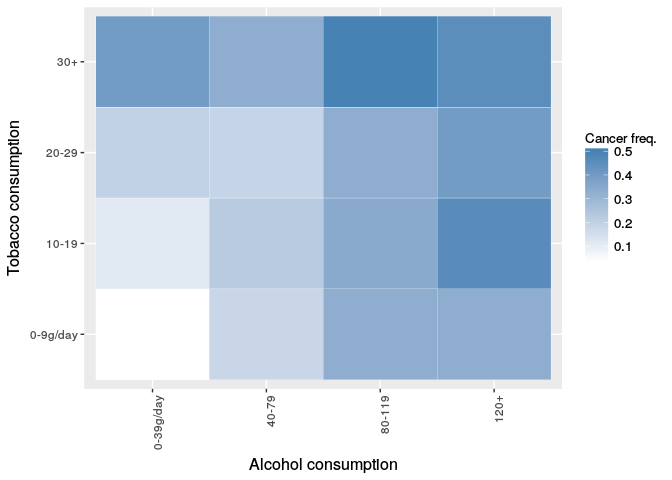 Tobacco consumption
30+
20-29
10-19
0-9g/day
0-39g/day
40-79
80-119
120+
Alcohol consumption
Cancer freq.
0.5
0.4
0.3
0.2
0.1